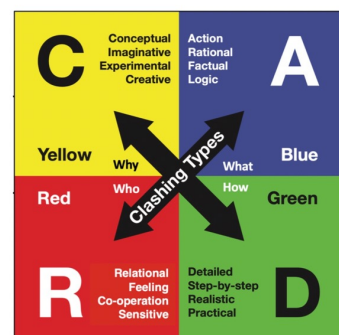 C
Conceptual
Imaginative
Experimental
Creative
Yellow
Why
Action
Rational
Factual
Logic
A
What
Blue
Clashing Types
Red
Who
R
Relational
Feeling
Co-operation
Sensitive
How
Green
Detailed
Step-by-step
Realistic
Practical
D